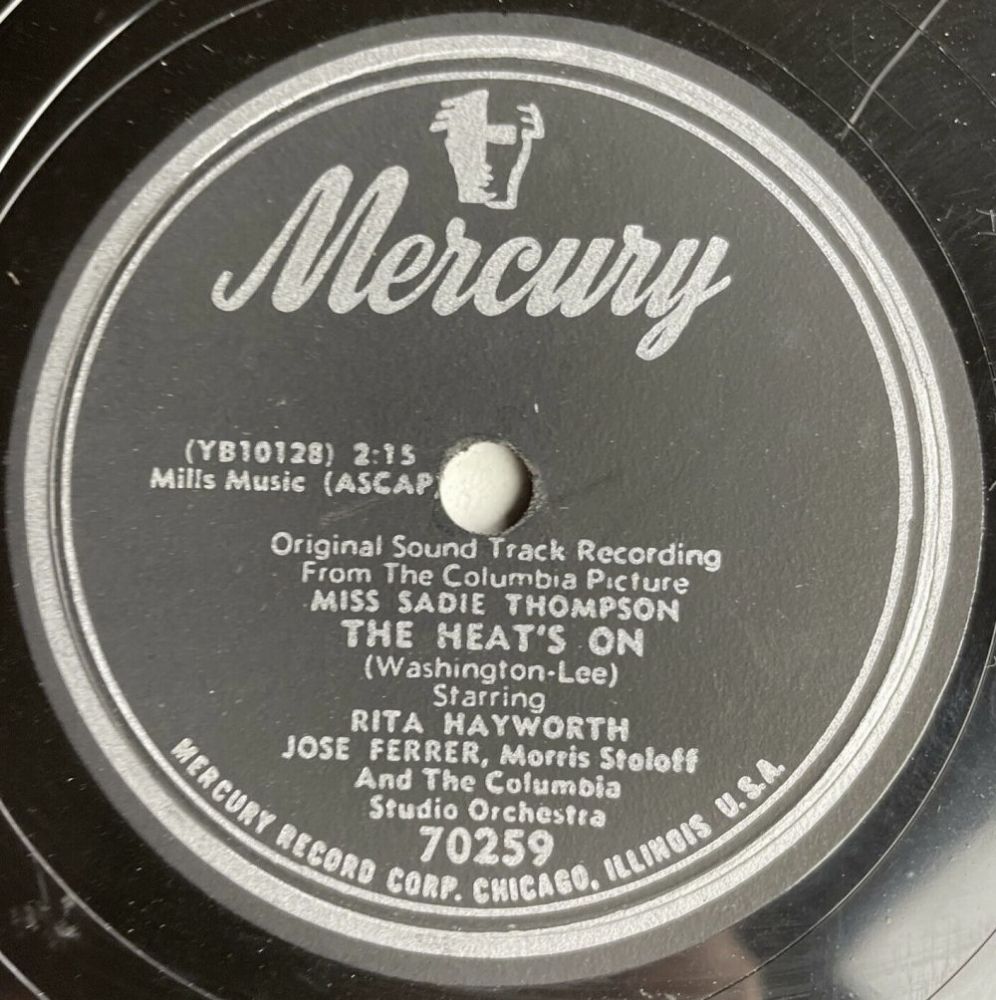 Mercury
(YB10128) 2:15
Mills Music (ASCAP)
Original Sound Track Recording
From The Columbia Picture
MISS SADIE THOMPSON
THE HEAT'S ON
(Washington-Lee)
Starring
RITA HAYWORTH
JOSE FERRER, Morris Stoloff
And The Columbia
Studio Orchestra
70259
MERCURY RECORD CORP. CHICAGO, ILLINOIS U.S.A.